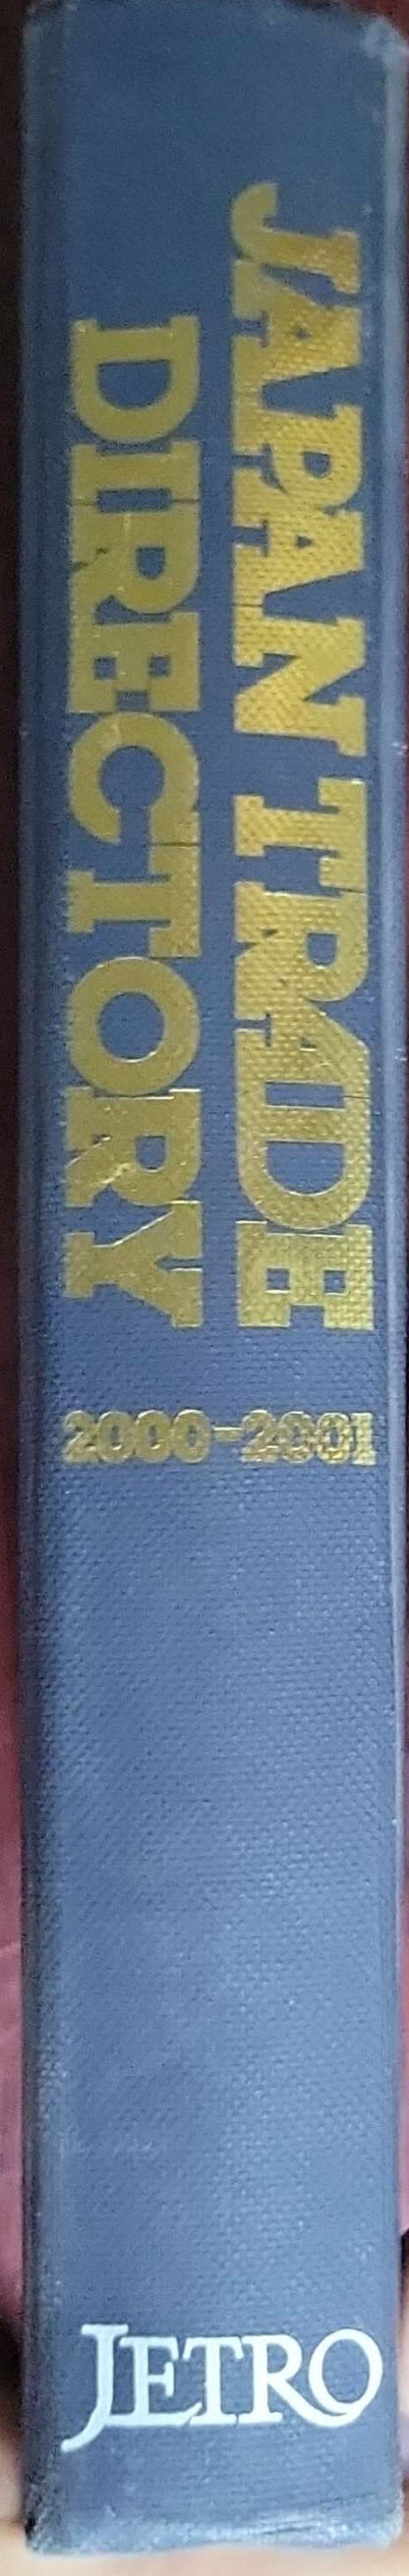 JAPAN TRADE
DIRECTORY
2000-2001
JETRO